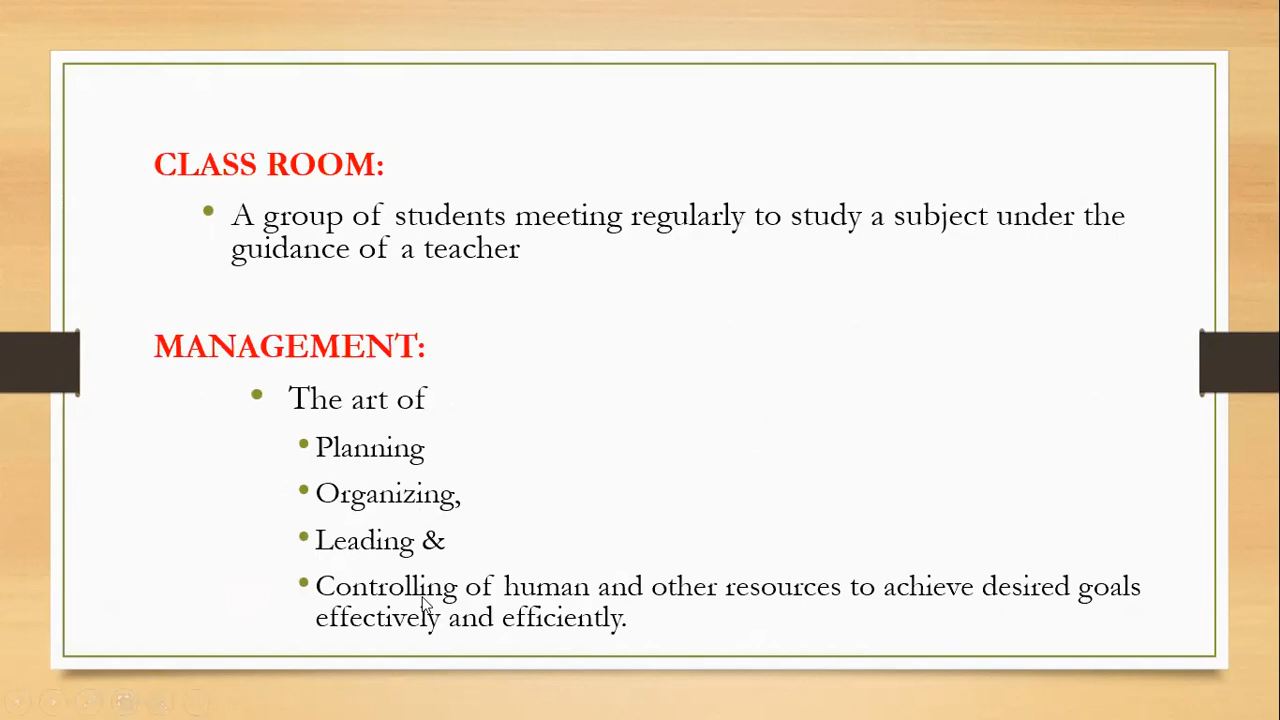 CLASS ROOM:
• A group of students meeting regularly to study a subject under the
guidance of a teacher
MANAGEMENT:
• The art of
• Planning
• Organizing,
• Leading &
• Controlling of human and other resources to achieve desired goals
effectively and efficiently.